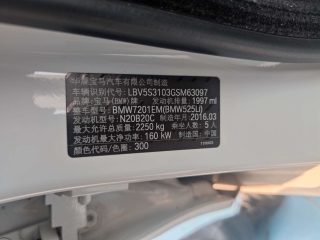 华晨宝马汽车有限公司制造
车辆识别代号: LBV5S3103GSM63097
品牌: 宝马(BMW)牌 发动机排量: 1997 ml
整车型号: BMW7201EM(BMW525Li)
发动机型号: N20B20C 制造年月: 2016.03
最大允许总质量: 2250 kg 乘坐人数: 5 人
发动机最大净功率: 160 kW 中国制造
颜色代码/色圈: 300